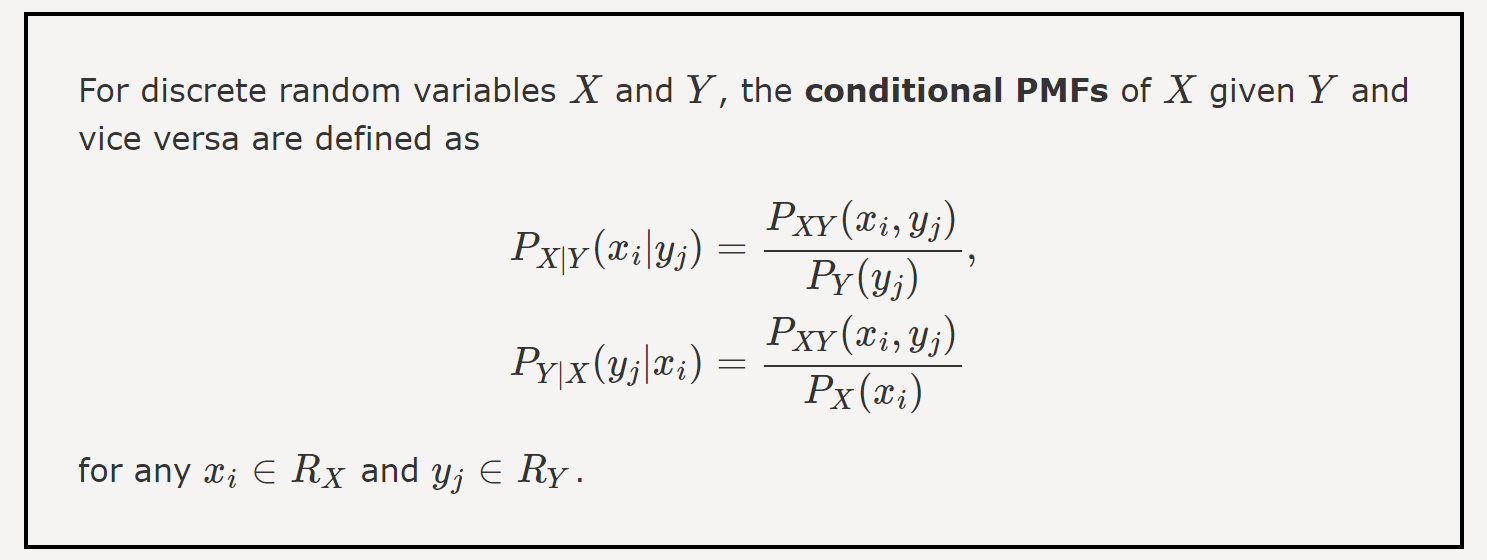 For discrete random variables X and Y, the conditional PMFs of X given Y and
vice versa are defined as
P_{X|Y}(x_i|y_j) = \frac{P_{XY}(x_i, y_j)}{P_Y(y_j)},
P_{Y|X}(y_j|x_i) = \frac{P_{XY}(x_i, y_j)}{P_X(x_i)}
for any x_i ∈ R_X and y_j ∈ R_Y.